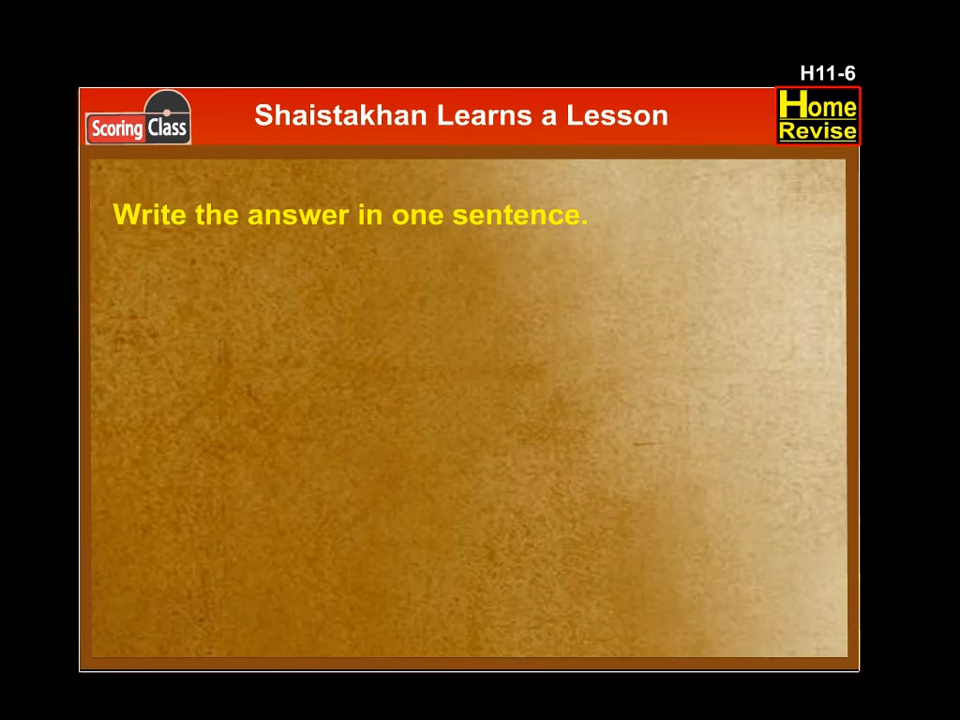 H11-6
Scoring Class
Shaistakhan Learns a Lesson
Home
Revise
Write the answer in one sentence.